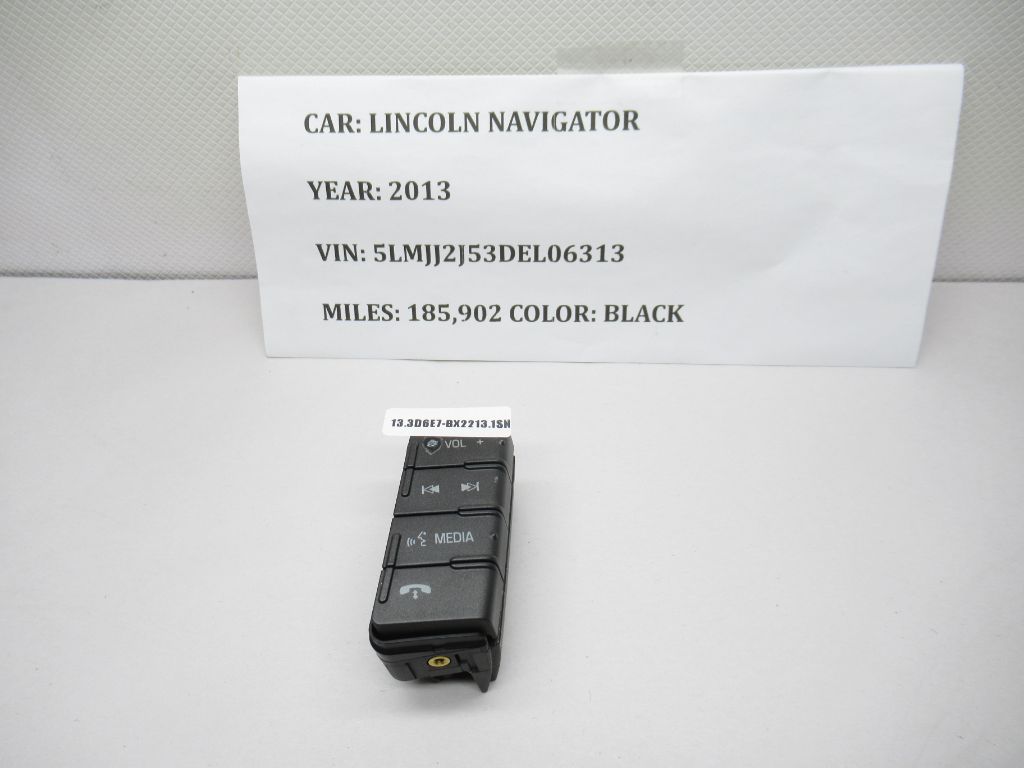 CAR: LINCOLN NAVIGATOR
YEAR: 2013
VIN: 5LMJJ2J53DEL06313
MILES: 185,902 COLOR: BLACK
13.3D6E7-BX2213.1SN
VOL +
MEDIA